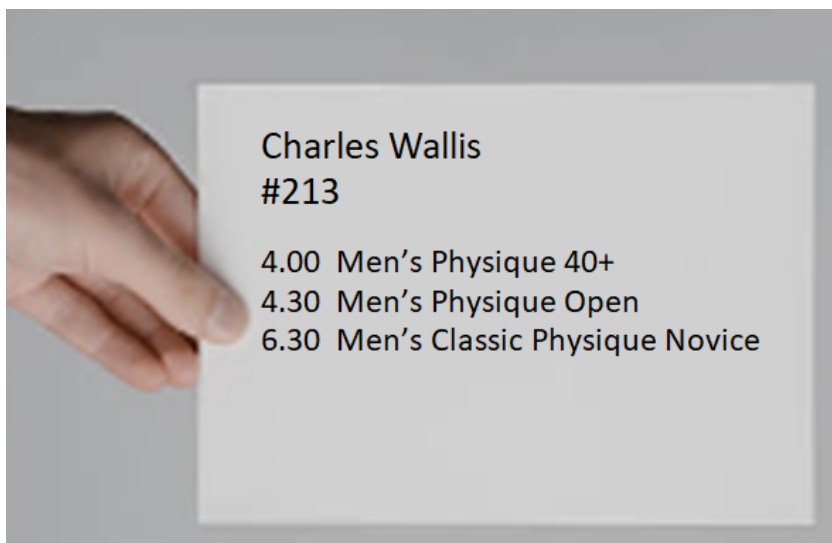 Charles Wallis
#213
4.00 Men’s Physique 40+
4.30 Men’s Physique Open
6.30 Men’s Classic Physique Novice